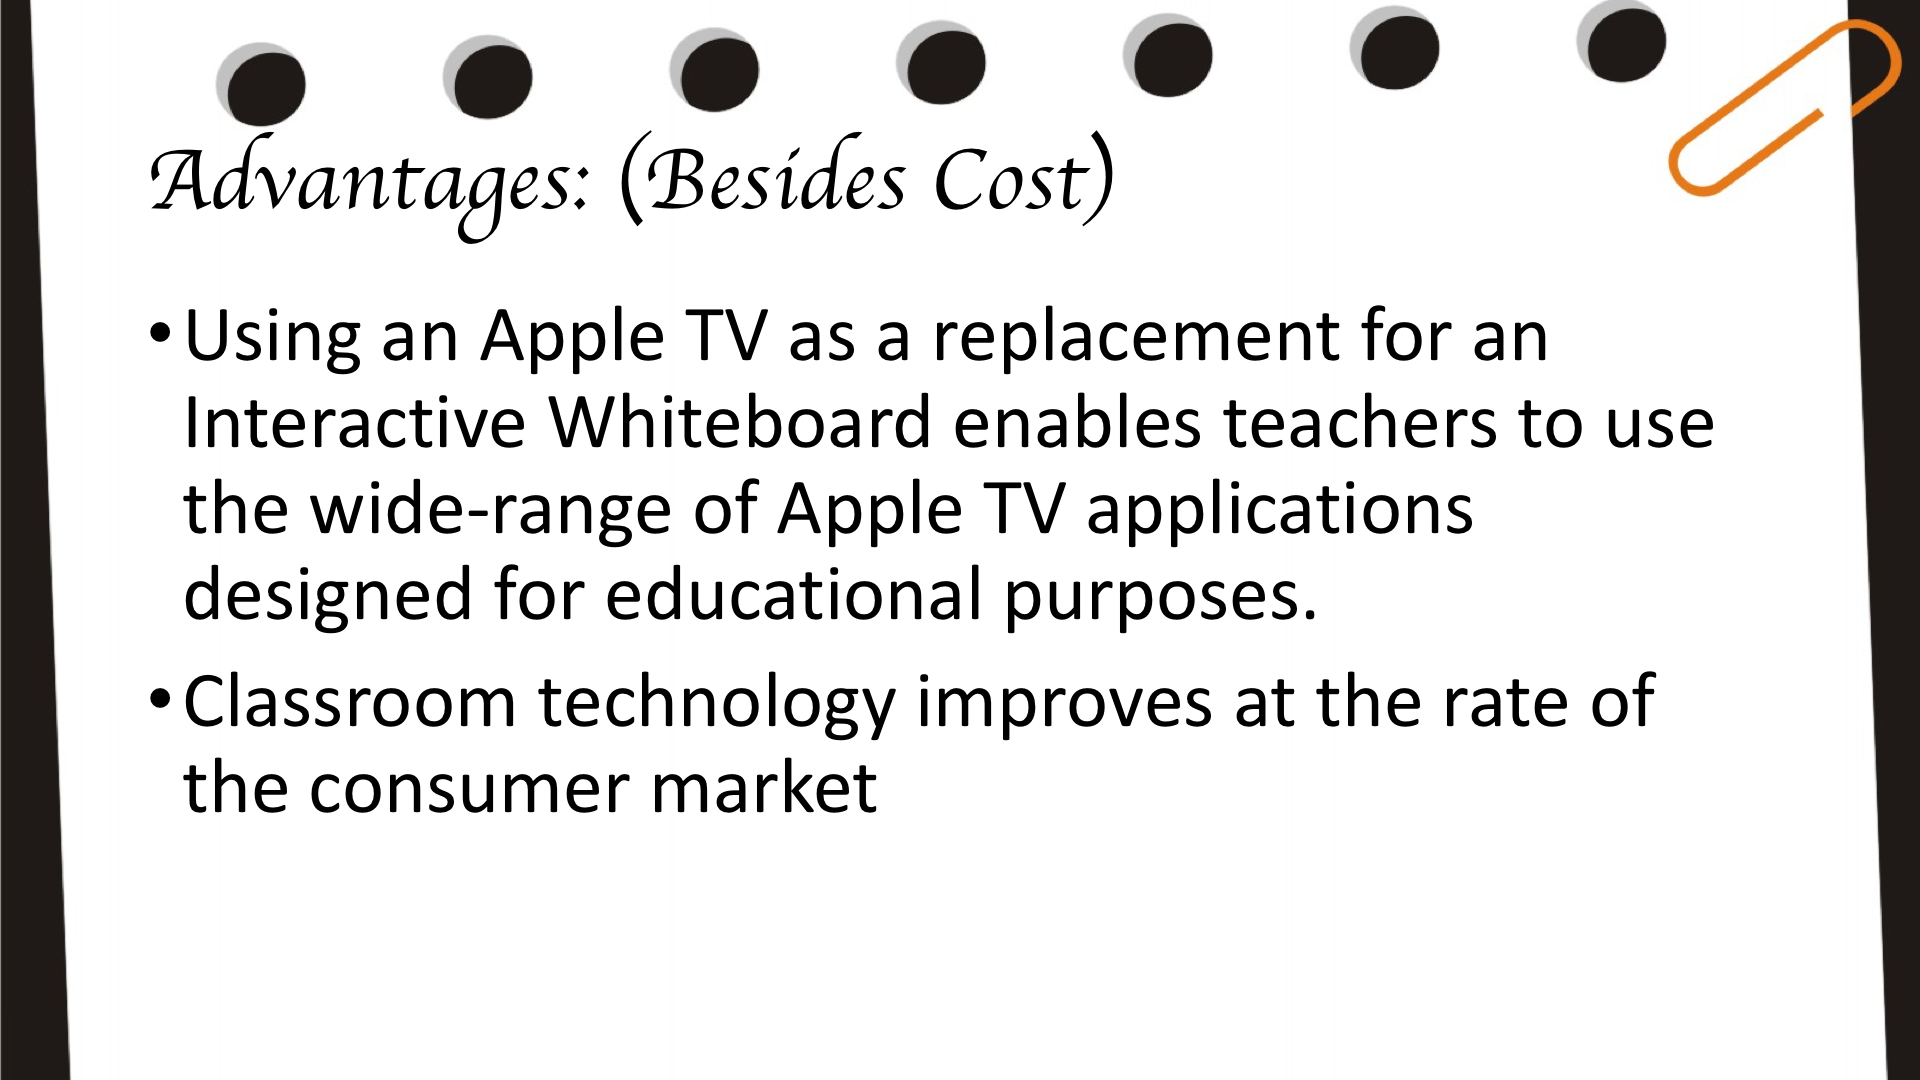 Advantages: (Besides Cost)
•Using an Apple TV as a replacement for an
Interactive Whiteboard enables teachers to use
the wide-range of Apple TV applications
designed for educational purposes.
•Classroom technology improves at the rate of
the consumer market